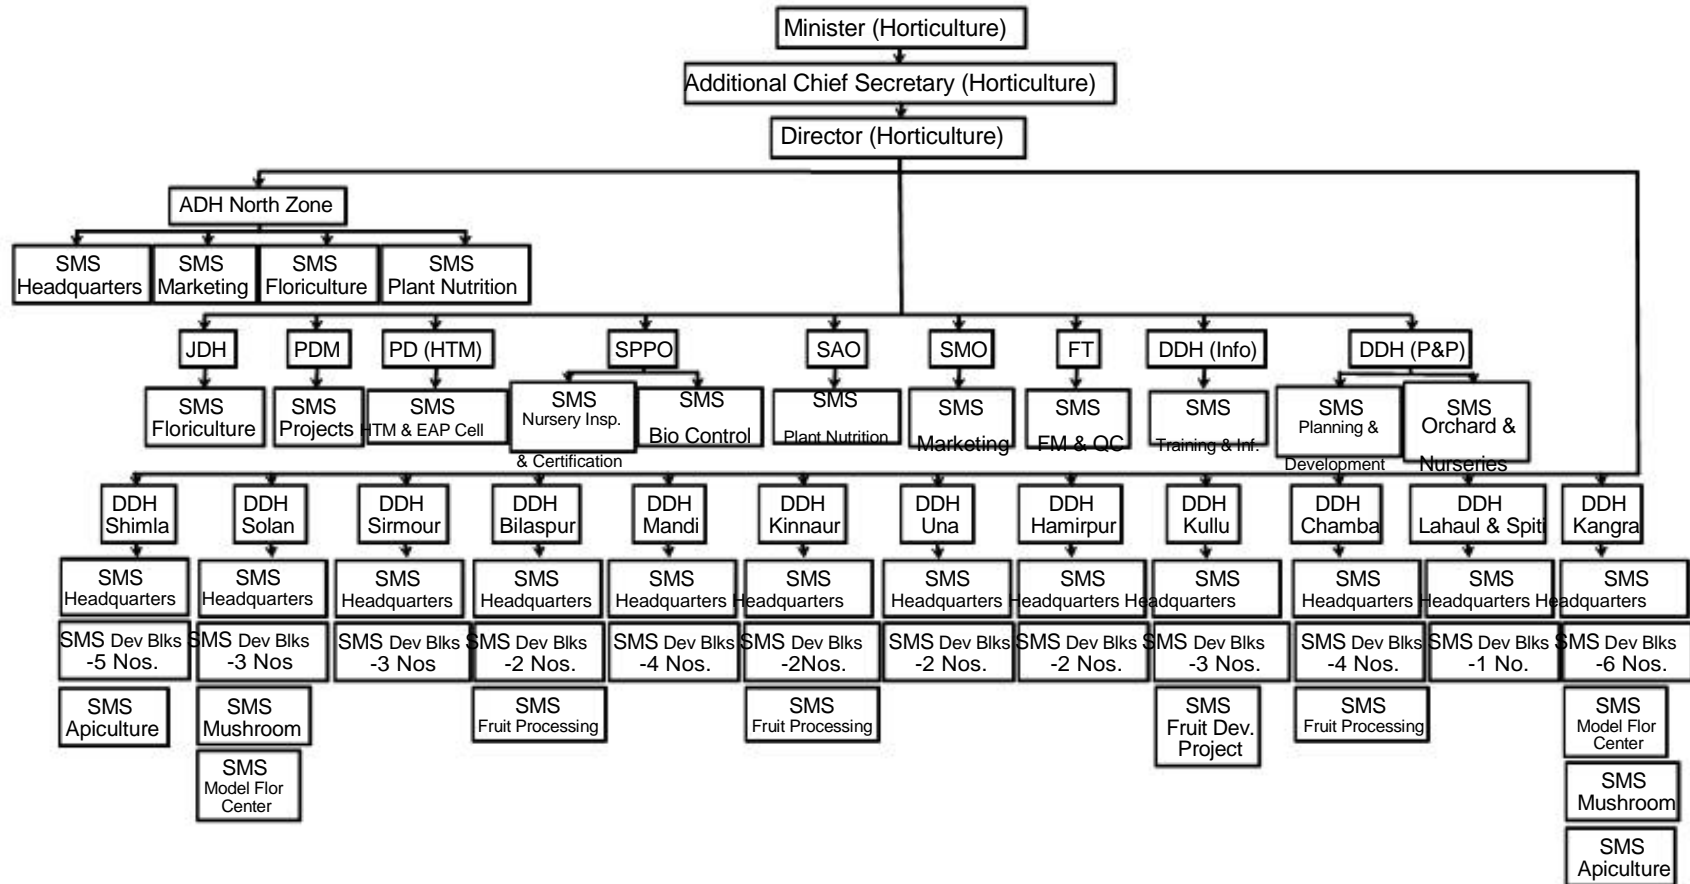 Minister (Horticulture)
Additional Chief Secretary (Horticulture)
Director (Horticulture)
ADH North Zone
SMS
Headquarters
SMS
Marketing
SMS
Floriculture
SMS
Plant Nutrition
JDH
PDM
PD (HTM)
SPPO
SAO
SMO
FT
DDH (Info)
DDH (P&P)
SMS
Floriculture
SMS
Projects
SMS
HTM & EAP Cell
SMS
Nursery Insp.
& Certification
SMS
Bio Control
SMS
Plant Nutrition
SMS
Marketing
SMS
FM & QC
SMS
Training & Inf.
SMS
Planning &
Development
SMS
Orchard &
Nurseries
DDH
Shimla
DDH
Solan
DDH
Sirmour
DDH
Bilaspur
DDH
Mandi
DDH
Kinnaur
DDH
Una
DDH
Hamirpur
DDH
Kullu
DDH
Chamba
DDH
Lahaul & Spiti
DDH
Kangra
SMS
Headquarters
SMS
Headquarters
SMS
Headquarters
SMS
Headquarters
SMS
Headquarters
SMS
Headquarters
SMS
Headquarters
SMS
Headquarters
SMS
Headquarters
SMS
Headquarters
SMS
Headquarters
SMS
Headquarters
SMS Dev Blks
-5 Nos.
SMS Dev Blks
-3 Nos
SMS Dev Blks
-3 Nos
SMS Dev Blks
-2 Nos.
SMS Dev Blks
-4 Nos.
SMS Dev Blks
-2Nos.
SMS Dev Blks
-2 Nos.
SMS Dev Blks
-2 Nos.
SMS Dev Blks
-3 Nos.
SMS Dev Blks
-4 Nos.
SMS Dev Blks
-1 No.
SMS Dev Blks
-6 Nos.
SMS
Apiculture
SMS
Mushroom
SMS
Fruit Processing
SMS
Fruit Processing
SMS
Fruit Dev.
Project
SMS
Fruit Processing
SMS
Model Flor
Center
SMS
Model Flor
Center
SMS
Mushroom
SMS
Apiculture